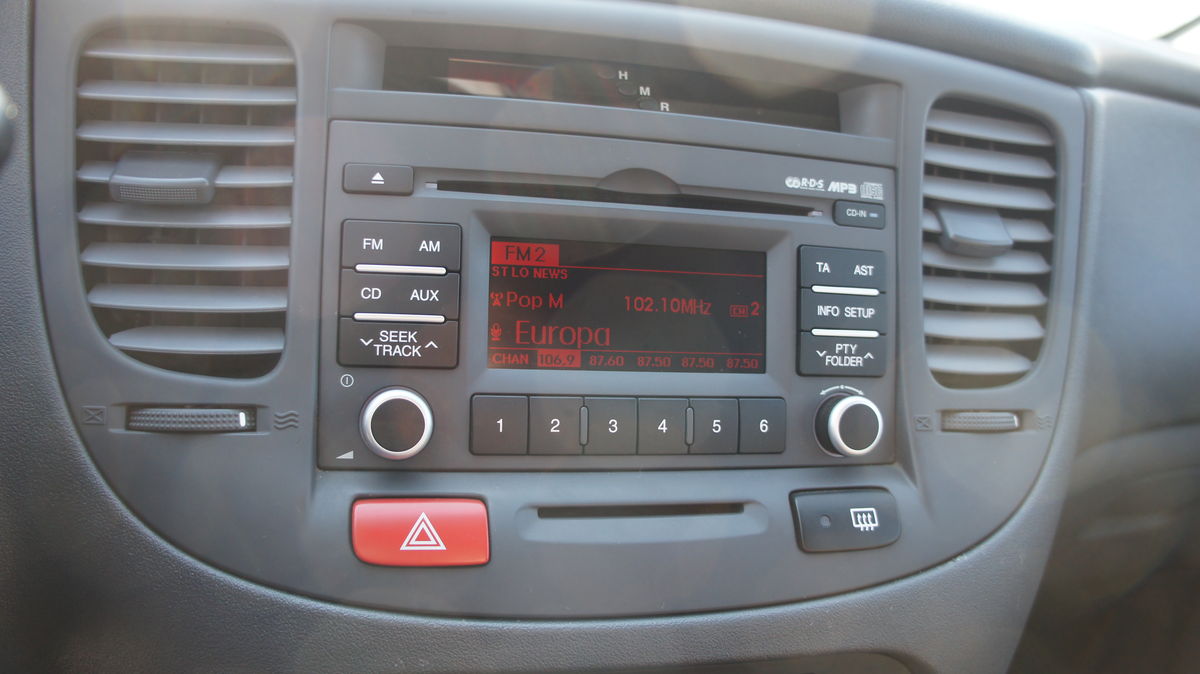 H
M
R
R·D·S MP3
CD-IN
FM AM
CD AUX
SEEK
TRACK
FM 2
ST LO NEWS
Pop M 102.10MHz CH 2
Europa
CHAN 106.9 87.60 87.50 87.50 87.50
TA AST
INFO SETUP
PTY
FOLDER
1 2 3 4 5 6